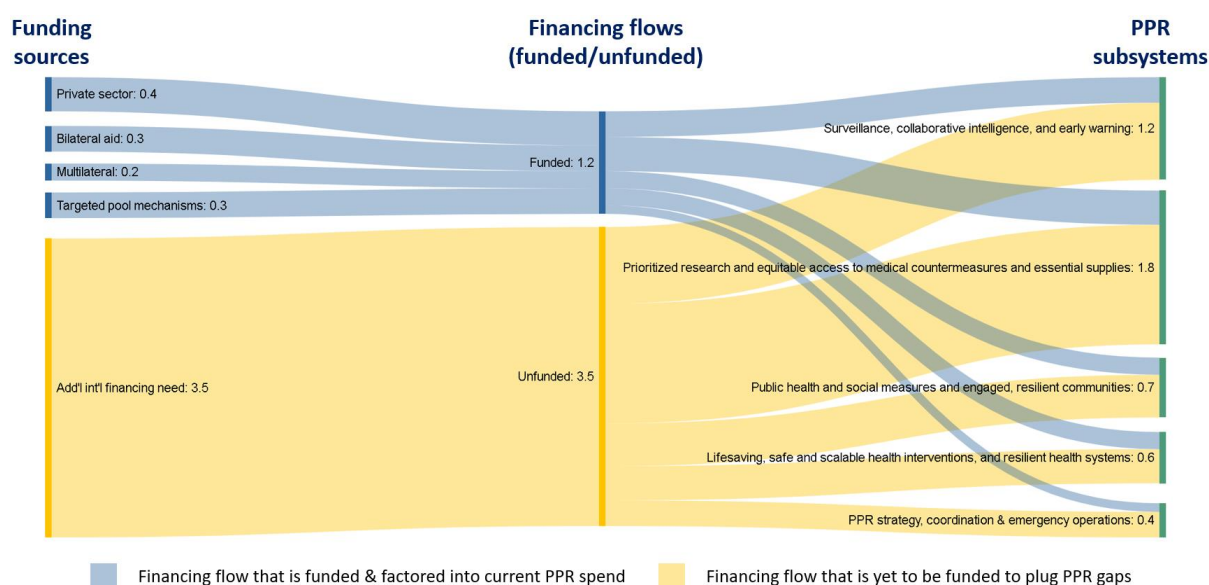 Funding
sources
Financing flows
(funded/unfunded)
PPR
subsystems
Private sector: 0.4
Bilateral aid: 0.3
Multilateral: 0.2
Targeted pool mechanisms: 0.3
Add'l int'l financing need: 3.5
Funded: 1.2
Unfunded: 3.5
Surveillance, collaborative intelligence, and early warning: 1.2
Prioritized research and equitable access to medical countermeasures and essential supplies: 1.8
Public health and social measures and engaged, resilient communities: 0.7
Lifesaving, safe and scalable health interventions, and resilient health systems: 0.6
PPR strategy, coordination & emergency operations: 0.4
Financing flow that is funded & factored into current PPR spend
Financing flow that is yet to be funded to plug PPR gaps